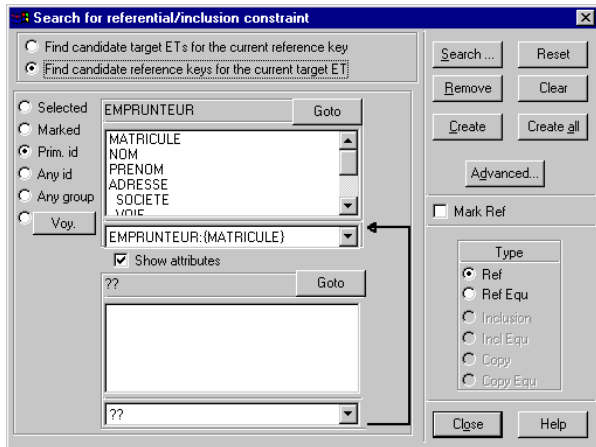 Search for referential/inclusion constraint
Find candidate target ETs for the current reference key
Find candidate reference keys for the current target ET
Search ...
Reset
Remove
Clear
Create
Create all
Advanced...
Selected
Marked
Prim. id
Any id
Any group
Voy.
EMPRUNTEUR
Goto
MATRICULE
NOM
PRENOM
ADRESSE
SOCIETE
VOIE
EMPRUNTEUR:{MATRICULE}
Show attributes
??
Goto
??
Mark Ref
Type
Ref
Ref Equ
Inclusion
Incl Equ
Copy
Copy Equ
Close
Help